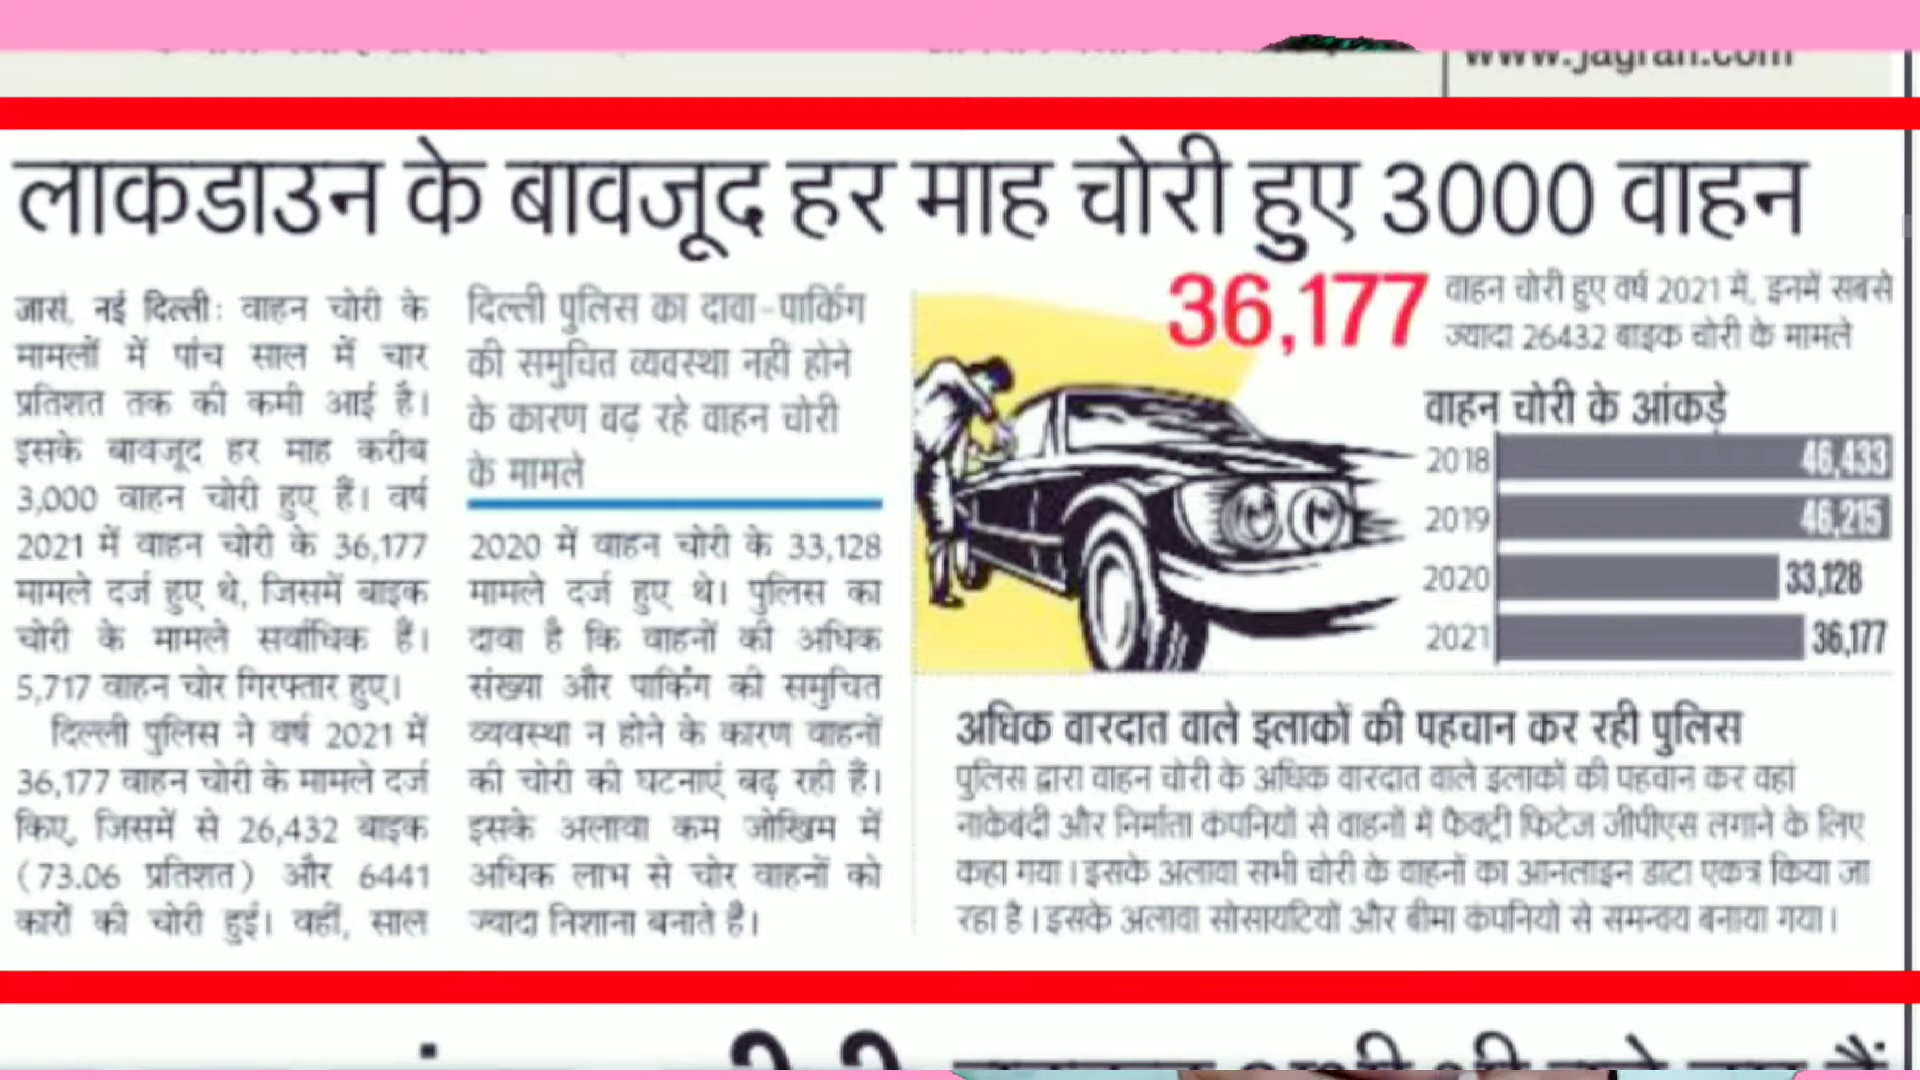 www.jagran.com
लाकडाउन के बावजूद हर माह चोरी हुए 3000 वाहन
जासं, नई दिल्ली: वाहन चोरी के
मामलों में पांच साल में चार
प्रतिशत तक की कमी आई है।
इसके बावजूद हर माह करीब
3,000 वाहन चोरी हुए हैं। वर्ष
2021 में वाहन चोरी के 36,177
मामले दर्ज हुए थे, जिसमें बाइक
चोरी के मामले सर्वाधिक हैं।
5,717 वाहन चोर गिरफ्तार हुए।
दिल्ली पुलिस ने वर्ष 2021 में
36,177 वाहन चोरी के मामले दर्ज
किए, जिसमें से 26,432 बाइक
(73.06 प्रतिशत) और 6441
कारों की चोरी हुई। वहीं, साल
दिल्ली पुलिस का दावा-पार्किंग
की समुचित व्यवस्था नहीं होने
के कारण बढ़ रहे वाहन चोरी
के मामले
2020 में वाहन चोरी के 33,128
मामले दर्ज हुए थे। पुलिस का
दावा है कि वाहनों की अधिक
संख्या और पार्किंग की समुचित
व्यवस्था न होने के कारण वाहनों
की चोरी की घटनाएं बढ़ रही हैं।
इसके अलावा कम जोखिम में
अधिक लाभ से चोर वाहनों को
ज्यादा निशाना बनाते हैं।
36,177
वाहन चोरी हुए वर्ष 2021 में, इनमें सबसे
ज्यादा 26432 बाइक चोरी के मामले
वाहन चोरी के आंकड़े
2018 46,433
2019 46,215
2020 33,128
2021 36,177
अधिक वारदात वाले इलाकों की पहचान कर रही पुलिस
पुलिस द्वारा वाहन चोरी के अधिक वारदात वाले इलाकों की पहचान कर वहां
नाकेबंदी और निर्माता कंपनियों से वाहनों में फैक्ट्री फिटेज जीपीएस लगाने के लिए
कहा गया। इसके अलावा सभी चोरी के वाहनों का आनलाइन डाटा एकत्र किया जा
रहा है। इसके अलावा सोसायटियों और बीमा कंपनियों से समन्वय बनाया गया।